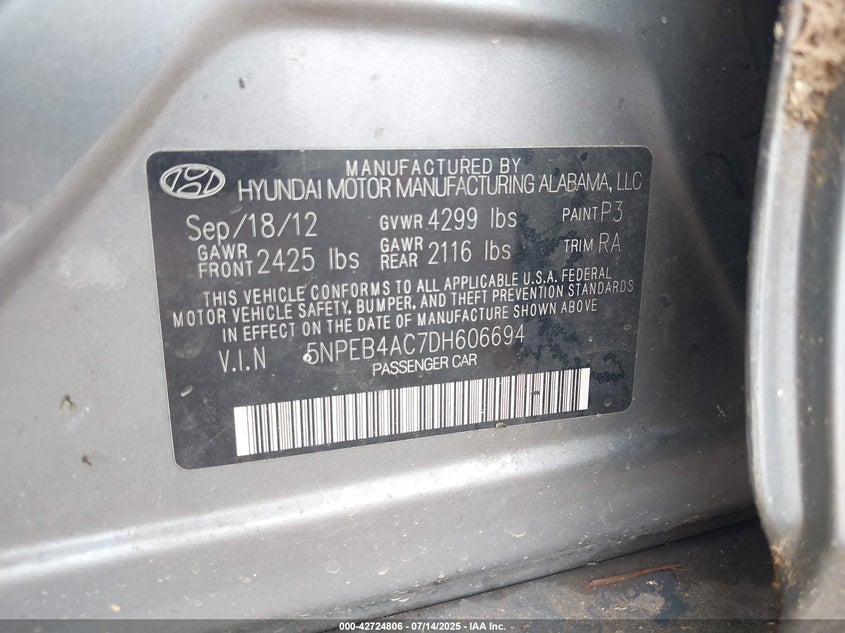 MANUFACTURED BY
HYUNDAI MOTOR MANUFACTURING ALABAMA, LLC
Sep/18/12 GVWR 4299 lbs PAINT P3
GAWR FRONT 2425 lbs GAWR REAR 2116 lbs TRIM RA
THIS VEHICLE CONFORMS TO ALL APPLICABLE U.S.A. FEDERAL
MOTOR VEHICLE SAFETY, BUMPER, AND THEFT PREVENTION STANDARDS
IN EFFECT ON THE DATE OF MANUFACTURE SHOWN ABOVE
V.I.N 5NPEB4AC7DH606694
PASSENGER CAR
000-42724806 - 07/14/2025 - IAA Inc.